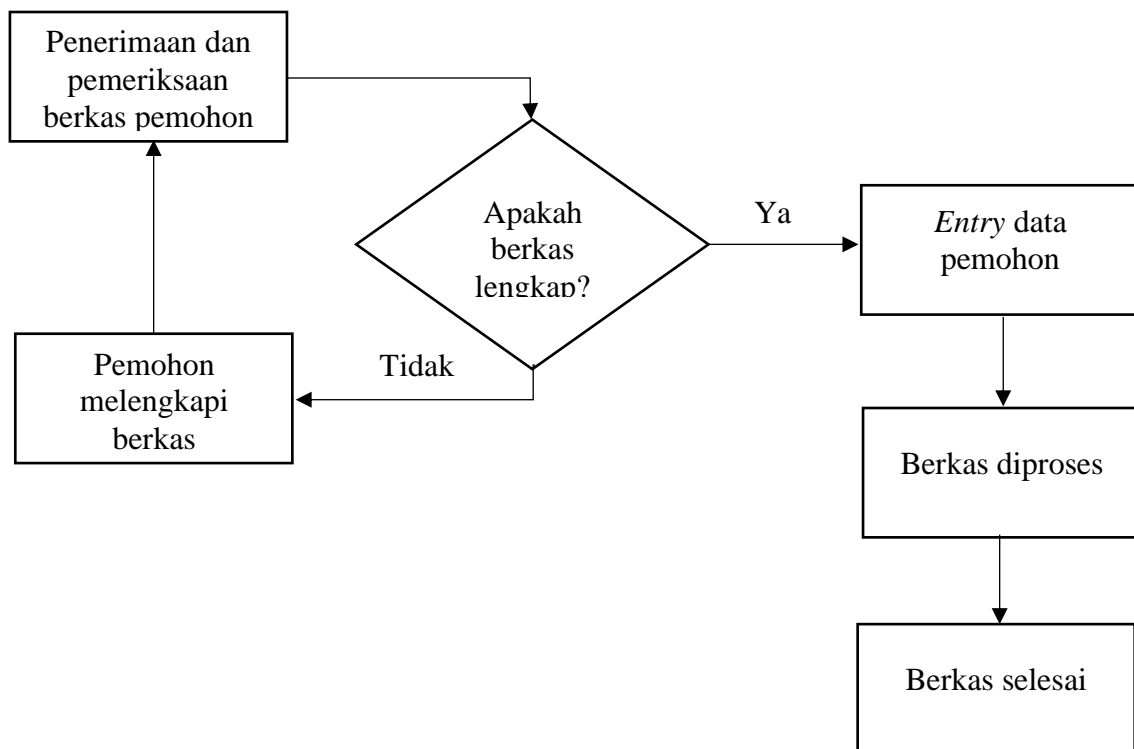 Penerimaan dan
pemeriksaan
berkas pemohon
Apakah
berkas
lengkap?
Ya
Entry data
pemohon
Tidak
Pemohon
melengkapi
berkas
Berkas diproses
Berkas selesai